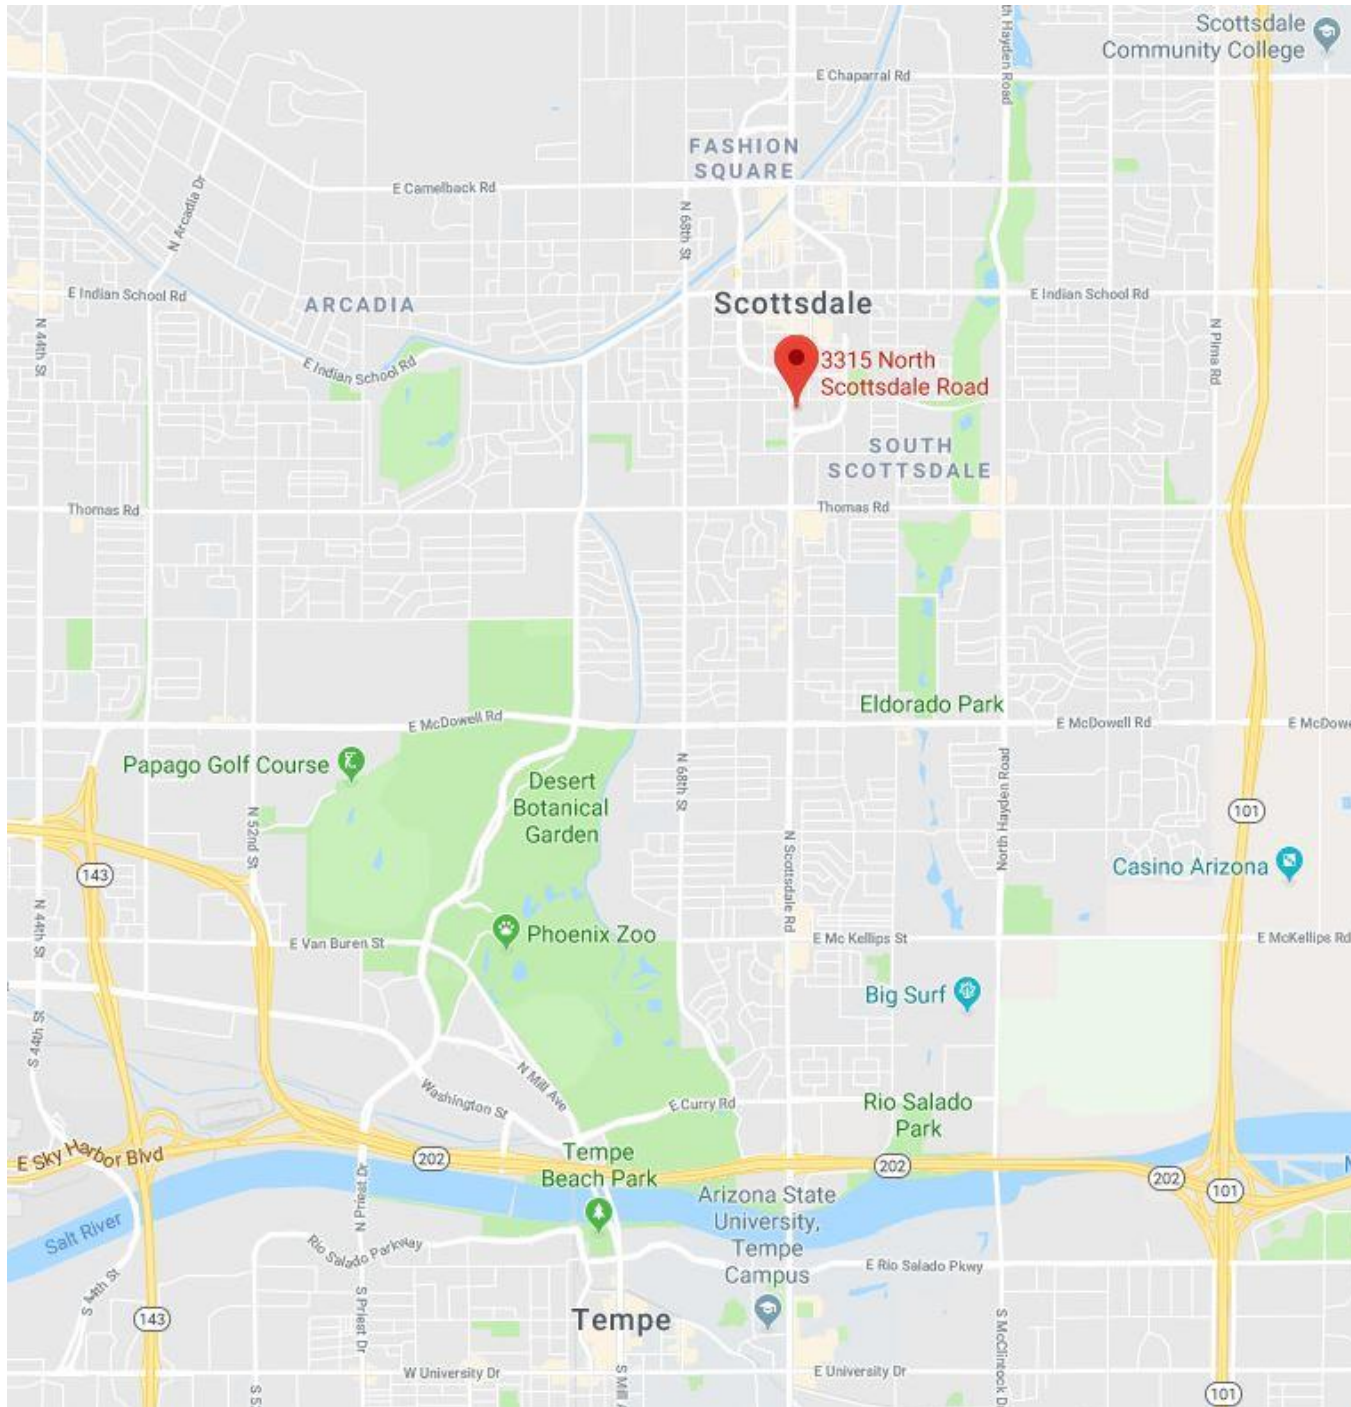 Scottsdale
Community College
th Hayden Road
E Chaparral Rd
FASHION
SQUARE
E Camelback Rd
N Arcadia Dr
N 68th St
E Indian School Rd
ARCADIA
Scottsdale
E Indian School Rd
N 44th St
E Indian School Rd
N Pima Rd
3315 North
Scottsdale Road
SOUTH
SCOTTSDALE
Thomas Rd
Thomas Rd
Eldorado Park
E McDowell Rd
E McDowell Rd
E McDowe
Papago Golf Course
Desert
Botanical
Garden
N 68th St
North Hayden Road
N 52nd St
N Scottsdale Rd
101
143
Casino Arizona
N 44th St
E Van Buren St
Phoenix Zoo
E Mc Kellips St
E McKellips Rd
Big Surf
S 44th St
N Mill Ave
Washington St
E Curry Rd
Rio Salado
Park
E Sky Harbor Blvd
202
Tempe
Beach Park
202
202
101
N Priest Dr
Arizona State
University,
Tempe
Campus
Salt River
Rio Salado Parkway
E Rio Salado Pkwy
S 44th St
143
S Priest Dr
Tempe
S McClintock D
W University Dr
S Mill A
E University Dr
S 5
101